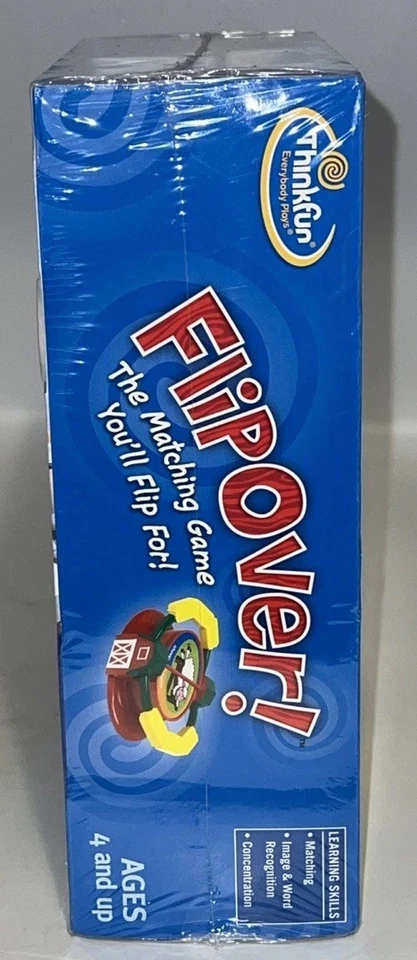 Thinkfun®
Everybody Plays®
FlipOver!™
The Matching Game
You'll Flip For!
LEARNING SKILLS
• Matching
• Image & Word
Recognition
• Concentration
AGES
4 and up